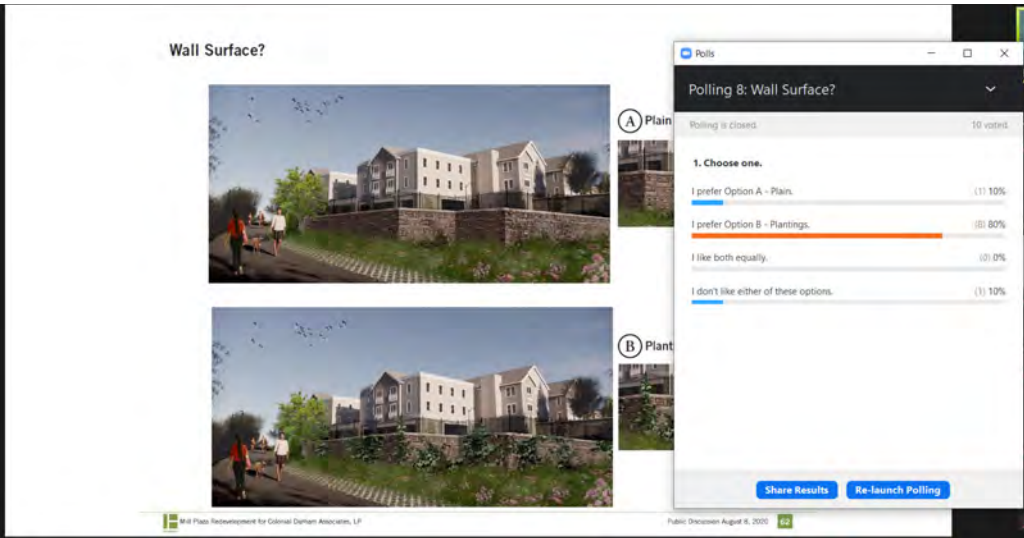 Wall Surface?
A Plain
B Plant
Mill Plaza Redevelopment for Colonial Durham Associates, LP
Public Discussion August 8, 2020 62
Polls
Polling 8: Wall Surface?
Polling is closed. 10 voted.
1. Choose one.
I prefer Option A - Plain. (1) 10%
I prefer Option B - Plantings. (8) 80%
I like both equally. (0) 0%
I don't like either of these options. (1) 10%
Share Results Re-launch Polling